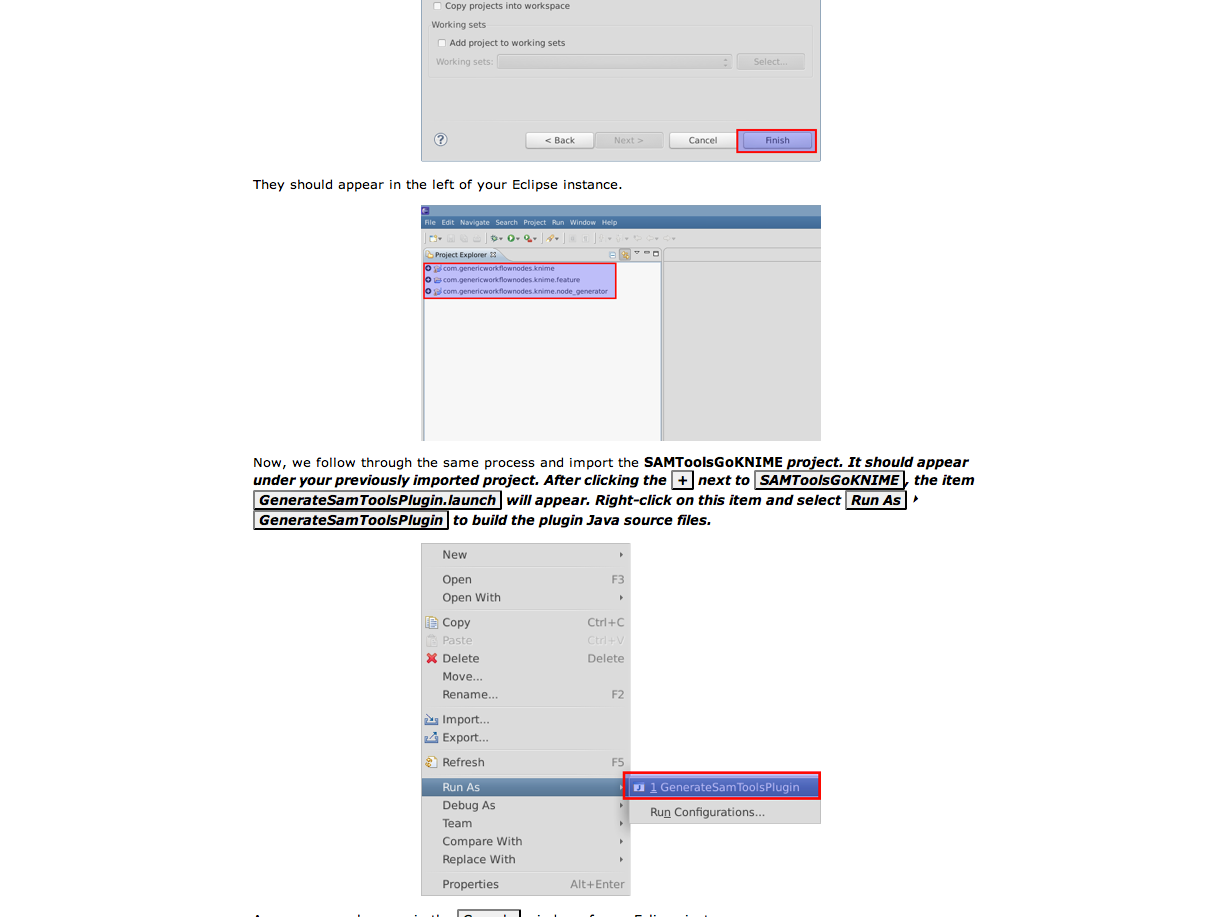 Copy projects into workspace
Working sets
Add project to working sets
Working sets:
Select...
< Back
Next >
Cancel
Finish
They should appear in the left of your Eclipse instance.
File Edit Navigate Search Project Run Window Help
Project Explorer
com.genericworkflownodes.knime
com.genericworkflownodes.knime.feature
com.genericworkflownodes.knime.node_generator
Now, we follow through the same process and import the SAMToolsGoKNIME project. It should appear
under your previously imported project. After clicking the + next to SAMToolsGoKNIME, the item
GenerateSamToolsPlugin.launch will appear. Right-click on this item and select Run As ‣
GenerateSamToolsPlugin to build the plugin Java source files.
New
Open F3
Open With
Copy Ctrl+C
Paste Ctrl+V
Delete Delete
Move...
Rename... F2
Import...
Export...
Refresh F5
Run As
1 GenerateSamToolsPlugin
Debug As
Run Configurations...
Team
Compare With
Replace With
Properties Alt+Enter